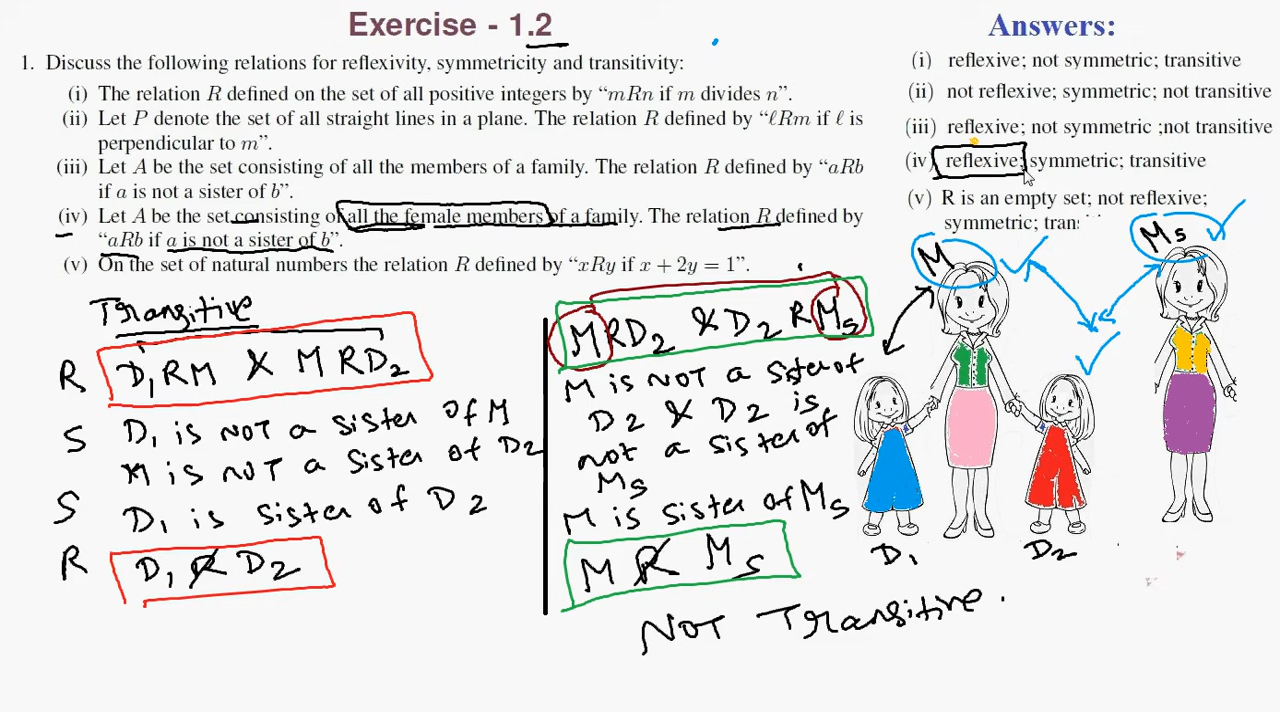 Exercise - 1.2
1. Discuss the following relations for reflexivity, symmetricity and transitivity:
(i) The relation R defined on the set of all positive integers by “mRn if m divides n”.
(ii) Let P denote the set of all straight lines in a plane. The relation R defined by “ℓRm if ℓ is
perpendicular to m”.
(iii) Let A be the set consisting of all the members of a family. The relation R defined by “aRb
if a is not a sister of b”.
(iv) Let A be the set consisting of all the female members of a family. The relation R defined by
“aRb if a is not a sister of b”.
(v) On the set of natural numbers the relation R defined by “xRy if x + 2y = 1”.
Answers:
(i) reflexive; not symmetric; transitive
(ii) not reflexive; symmetric; not transitive
(iii) reflexive; not symmetric ;not transitive
(iv) reflexive; symmetric; transitive
(v) R is an empty set; not reflexive;
symmetric; tran
Transitive
R D1 R M & M R D2
S D1 is NOT a sister of M
M is NOT a sister of D2
S D1 is sister of D2
R D1 R̸ D2
M R D2 & D2 R Ms
M is NOT a sister of
D2 & D2 is
not a sister of
Ms
M is sister of Ms
M R̸ Ms
NOT Transitive.
M
Ms
D1
D2